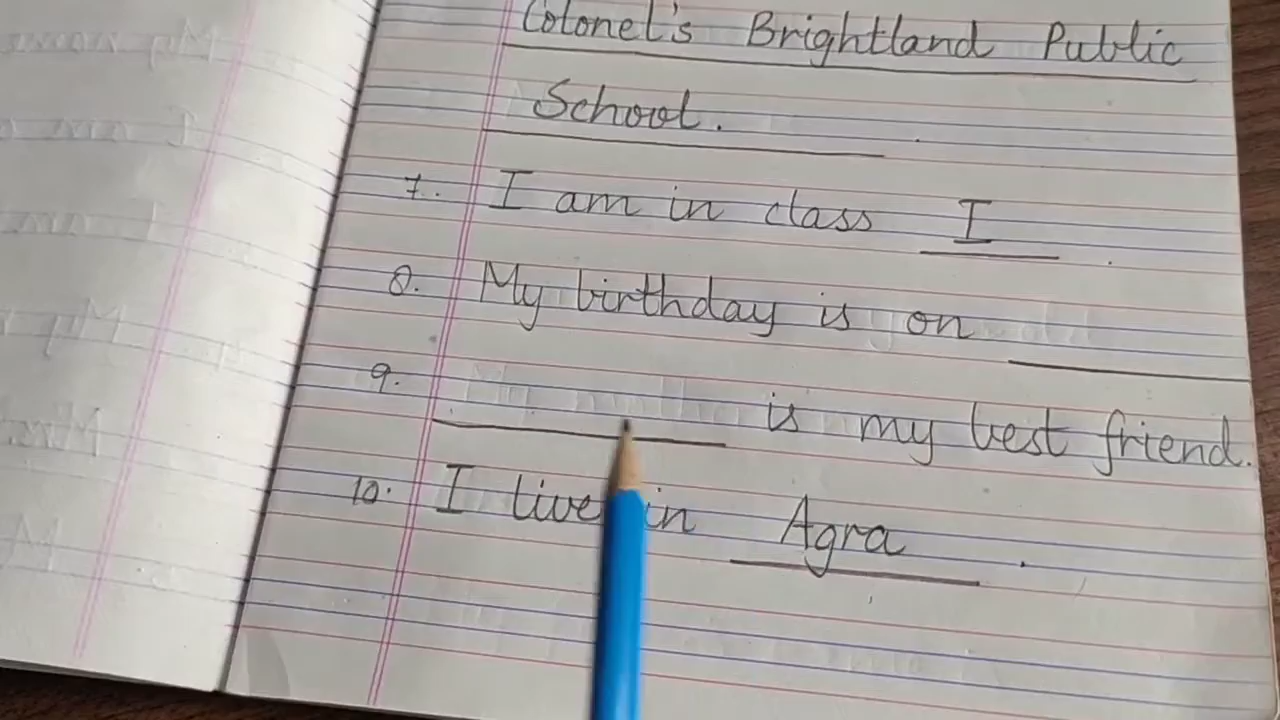 Colonel's Brightland Public
School.
7. I am in class I .
8. My birthday is on
9. is my best friend.
10. I live in Agra .